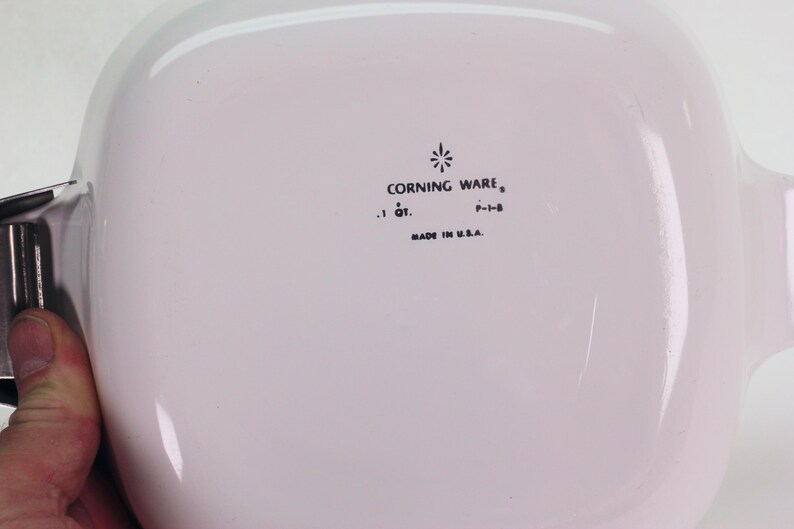 CORNING WARE®
1 QT. P-1-B
MADE IN U.S.A.